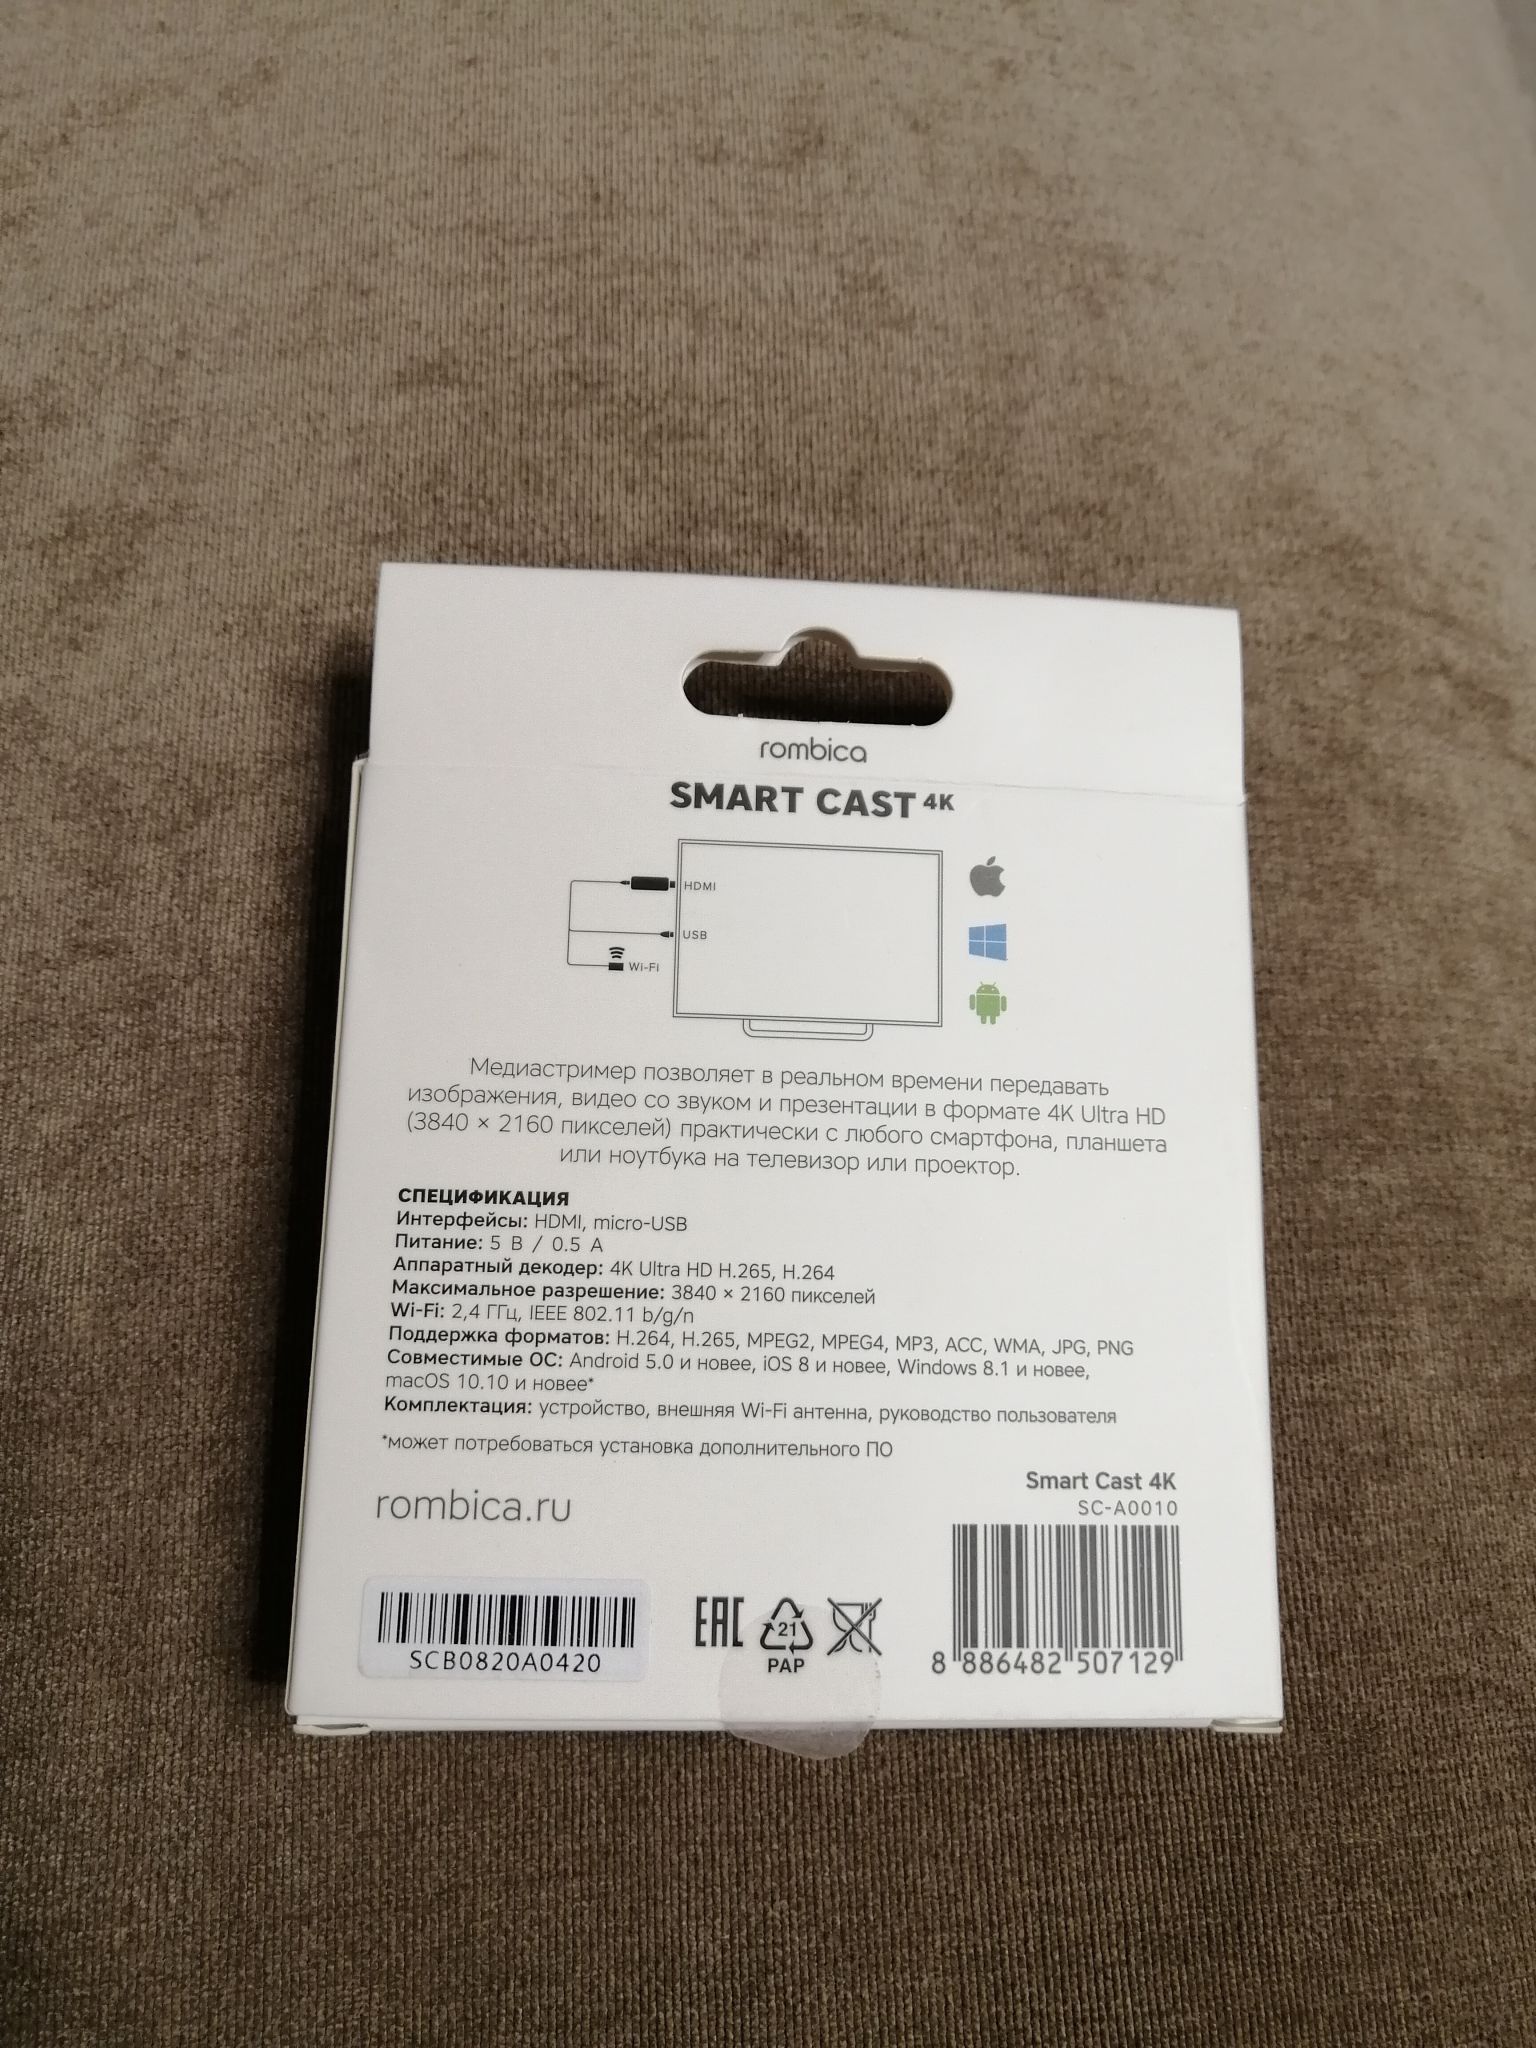 rombica
SMART CAST 4K
HDMI
USB
Wi-Fi
Медиастример позволяет в реальном времени передавать
изображения, видео со звуком и презентации в формате 4K Ultra HD
(3840 × 2160 пикселей) практически с любого смартфона, планшета
или ноутбука на телевизор или проектор.
СПЕЦИФИКАЦИЯ
Интерфейсы: HDMI, micro-USB
Питание: 5 В / 0.5 А
Аппаратный декодер: 4K Ultra HD H.265, H.264
Максимальное разрешение: 3840 × 2160 пикселей
Wi-Fi: 2,4 ГГц, IEEE 802.11 b/g/n
Поддержка форматов: H.264, H.265, MPEG2, MPEG4, MP3, ACC, WMA, JPG, PNG
Совместимые ОС: Android 5.0 и новее, iOS 8 и новее, Windows 8.1 и новее,
macOS 10.10 и новее*
Комплектация: устройство, внешняя Wi-Fi антенна, руководство пользователя
*может потребоваться установка дополнительного ПО
Smart Cast 4K
SC-A0010
rombica.ru
SCB0820A0420
EAC
21
PAP
8 886482 507129